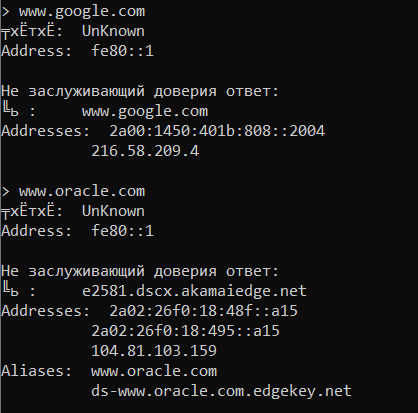 > www.google.com
╤хЁтхЁ:  UnKnown
Address:  fe80::1
Не заслуживающий доверия ответ:
╚ь :     www.google.com
Addresses:  2a00:1450:401b:808::2004
216.58.209.4
> www.oracle.com
╤хЁтхЁ:  UnKnown
Address:  fe80::1
Не заслуживающий доверия ответ:
╚ь :     e2581.dscx.akamaiedge.net
Addresses:  2a02:26f0:18:48f::a15
2a02:26f0:18:495::a15
104.81.103.159
Aliases:  www.oracle.com
ds-www.oracle.com.edgekey.net